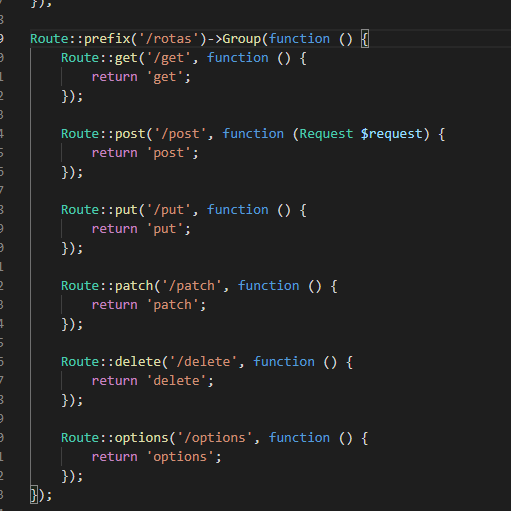 });
Route::prefix('/rotas')->Group(function () {
Route::get('/get', function () {
return 'get';
});
Route::post('/post', function (Request $request) {
return 'post';
});
Route::put('/put', function () {
return 'put';
});
Route::patch('/patch', function () {
return 'patch';
});
Route::delete('/delete', function () {
return 'delete';
});
Route::options('/options', function () {
return 'options';
});
});